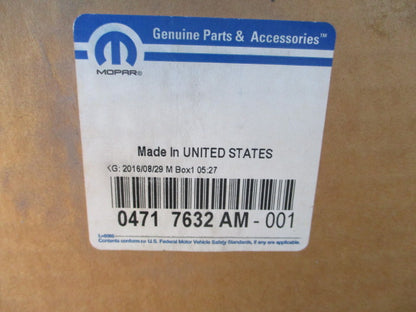 Genuine Parts & Accessories™
MOPAR®
Made In UNITED STATES
KG: 2016/08/29 M Box1 05:27
0471 7632 AM - 001
Contents conform to U.S. Federal Motor Vehicle Safety Standards, if any are applicable.